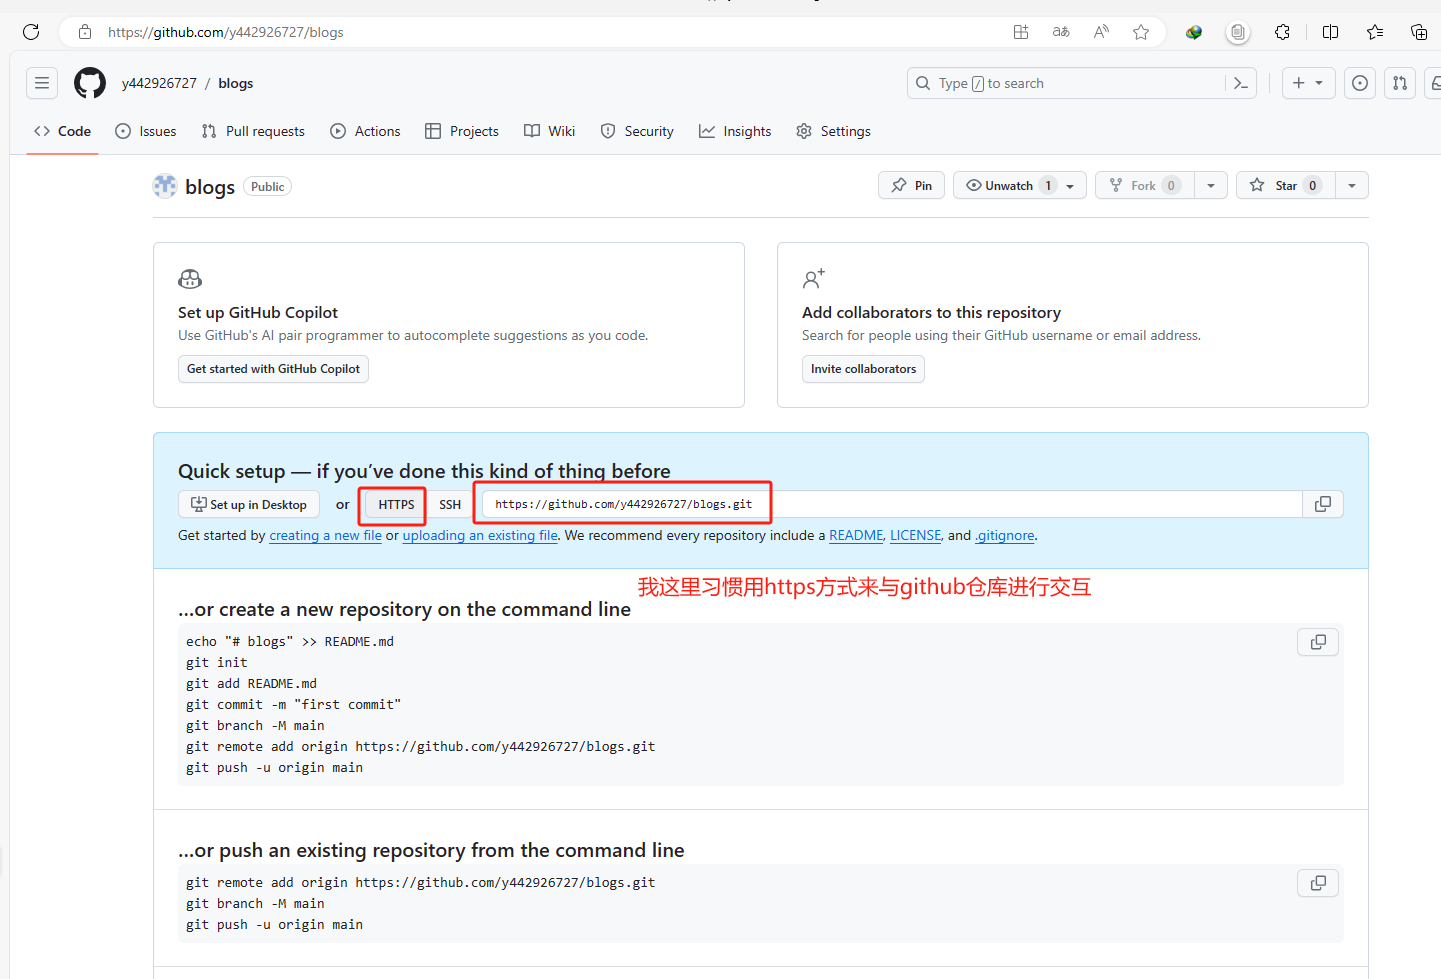 https://github.com/y442926727/blogs
y442926727 / blogs
Type / to search
Code
Issues
Pull requests
Actions
Projects
Wiki
Security
Insights
Settings
blogs Public
Pin
Unwatch 1
Fork 0
Star 0
Set up GitHub Copilot
Use GitHub's AI pair programmer to autocomplete suggestions as you code.
Get started with GitHub Copilot
Add collaborators to this repository
Search for people using their GitHub username or email address.
Invite collaborators
Quick setup — if you’ve done this kind of thing before
Set up in Desktop or HTTPS SSH https://github.com/y442926727/blogs.git
Get started by creating a new file or uploading an existing file. We recommend every repository include a README, LICENSE, and .gitignore.
我这里习惯用https方式来与github仓库进行交互
…or create a new repository on the command line
echo "# blogs" >> README.md
git init
git add README.md
git commit -m "first commit"
git branch -M main
git remote add origin https://github.com/y442926727/blogs.git
git push -u origin main
…or push an existing repository from the command line
git remote add origin https://github.com/y442926727/blogs.git
git branch -M main
git push -u origin main